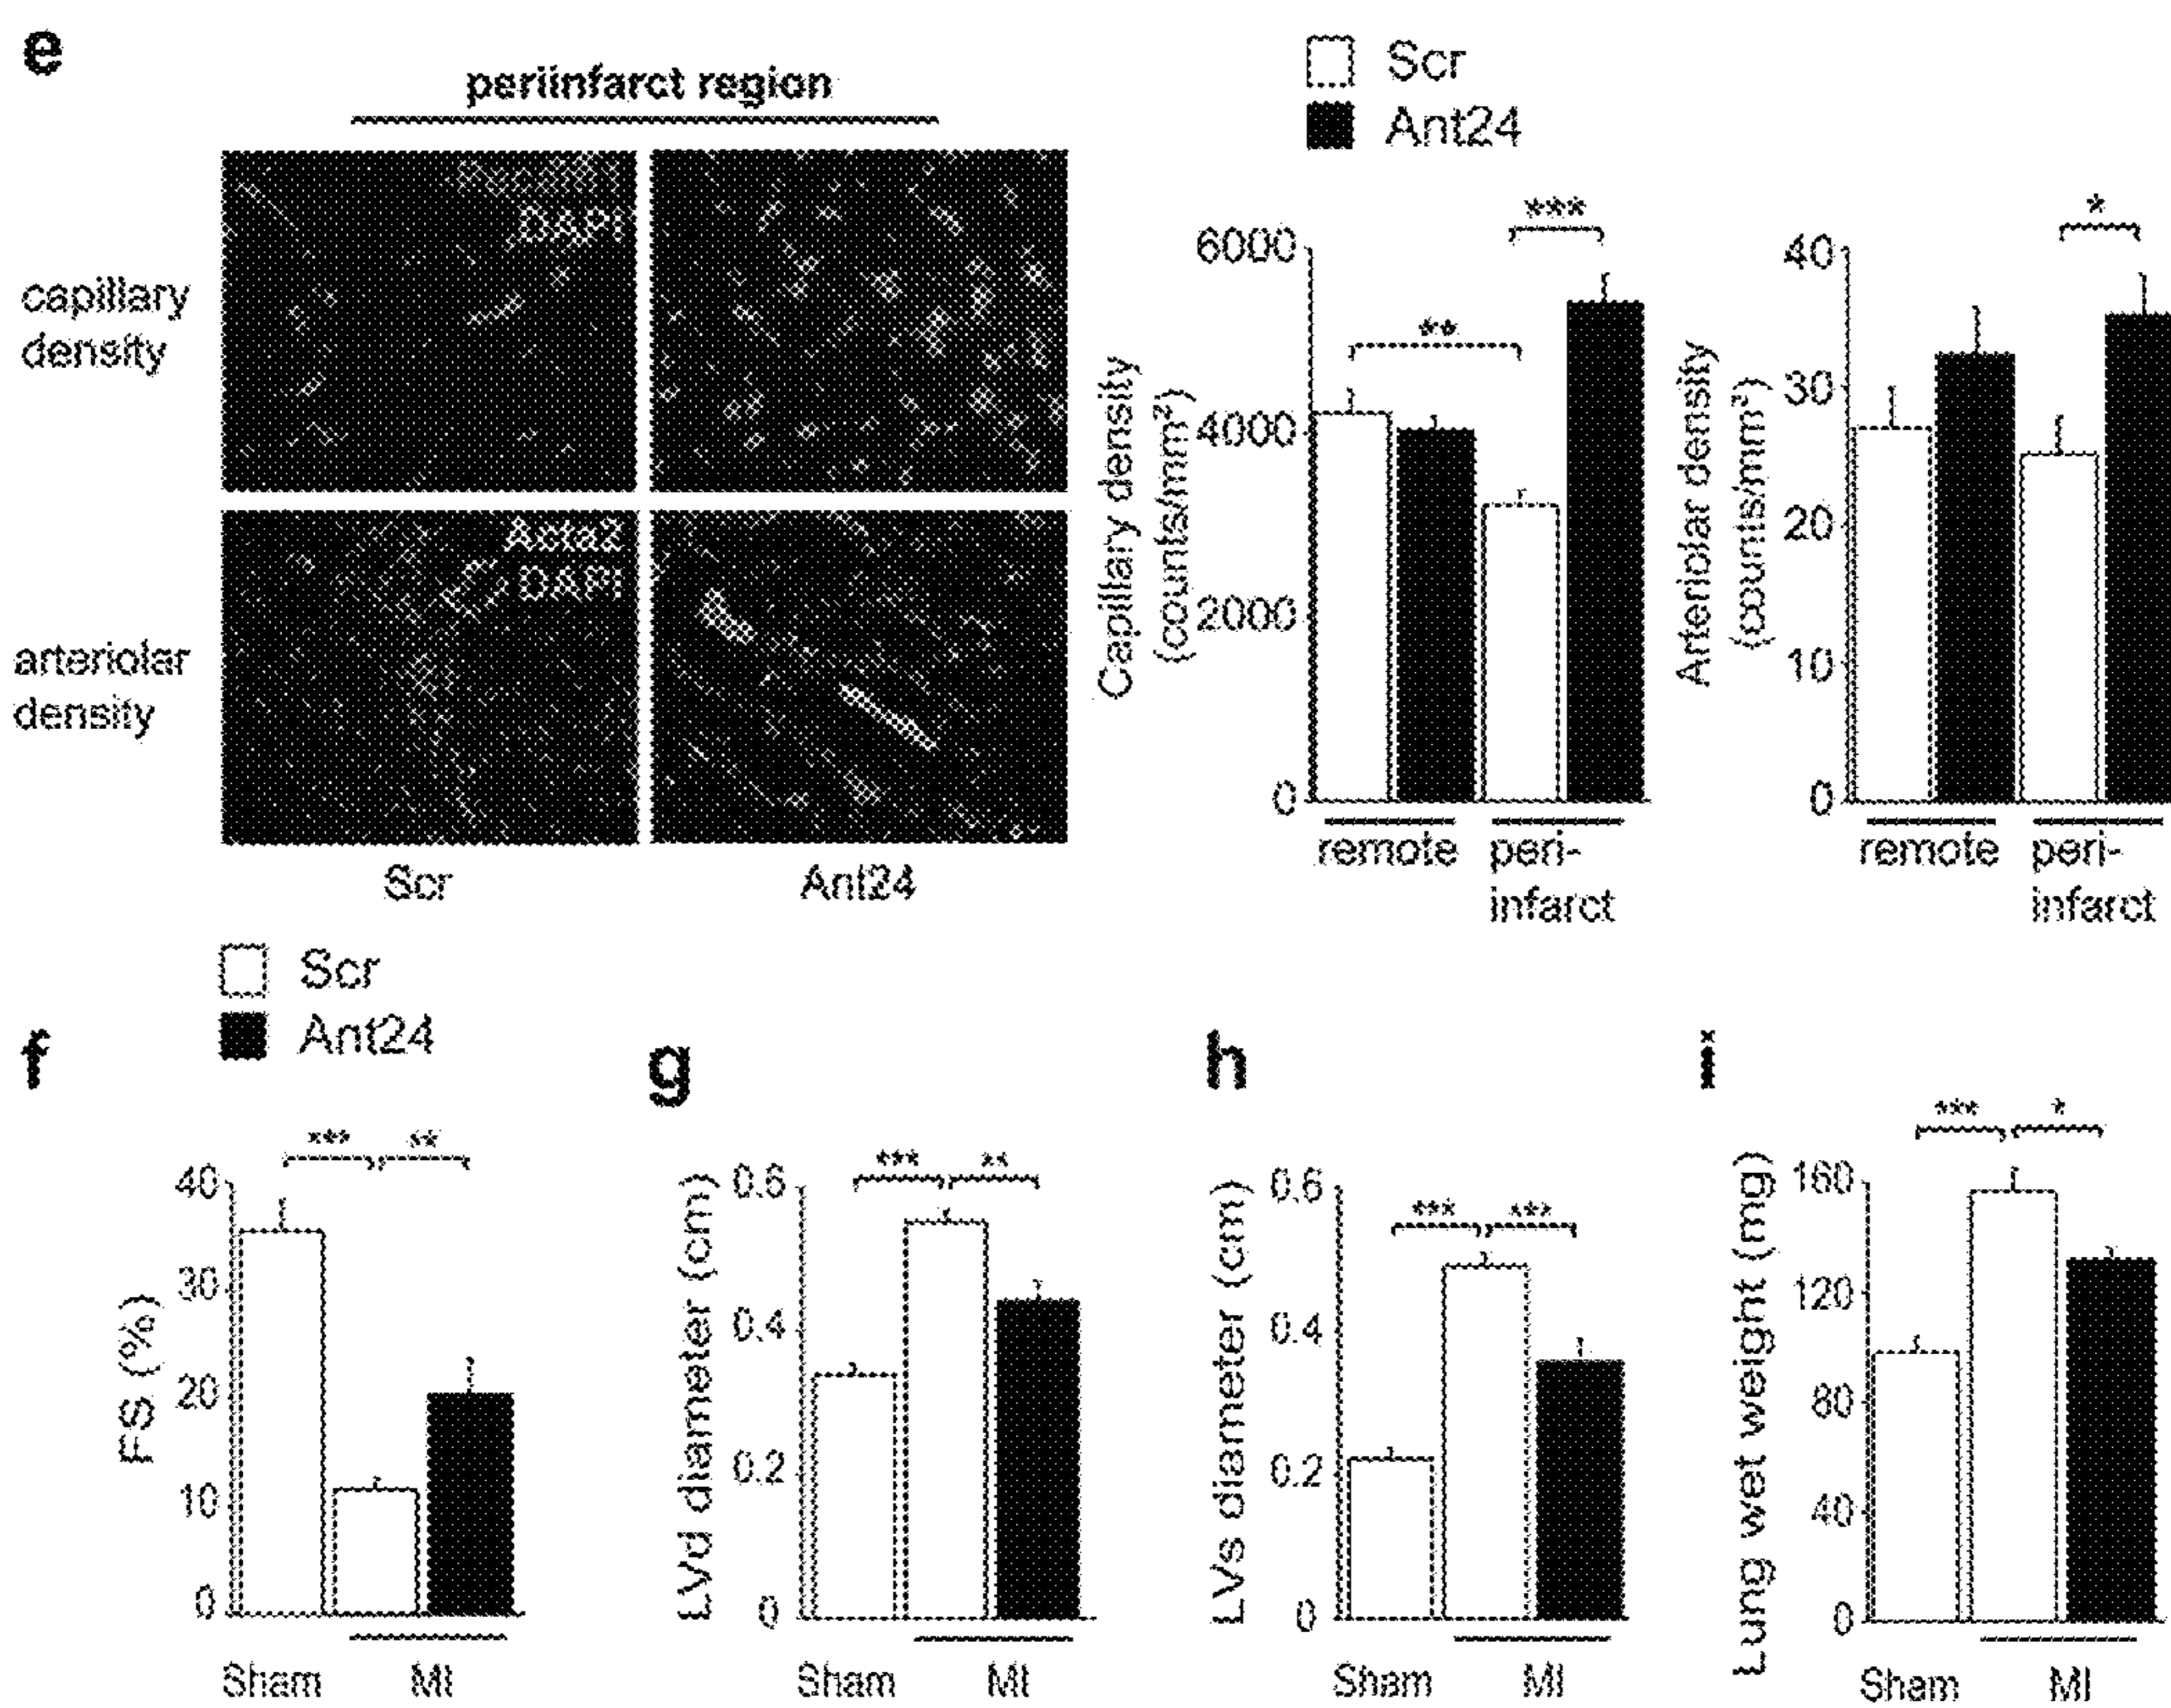 e
periinfarct region
Scr
Ant24
capillary
density
DAPI
arteriolar
density
Acta2
DAPI
Scr
Ant24
Capillary density
(counts/mm²)
6000
4000
2000
0
***
**
remote
peri-
infarct
Arteriolar density
(counts/mm²)
40
30
20
10
0
*
remote
peri-
infarct
Scr
Ant24
f
FS (%)
40
30
20
10
0
*** **
Sham MI
g
LVd diameter (cm)
0.6
0.4
0.2
0
*** **
Sham MI
h
LVs diameter (cm)
0.6
0.4
0.2
0
*** ***
Sham MI
i
Lung wet weight (mg)
160
120
80
40
0
*** *
Sham MI